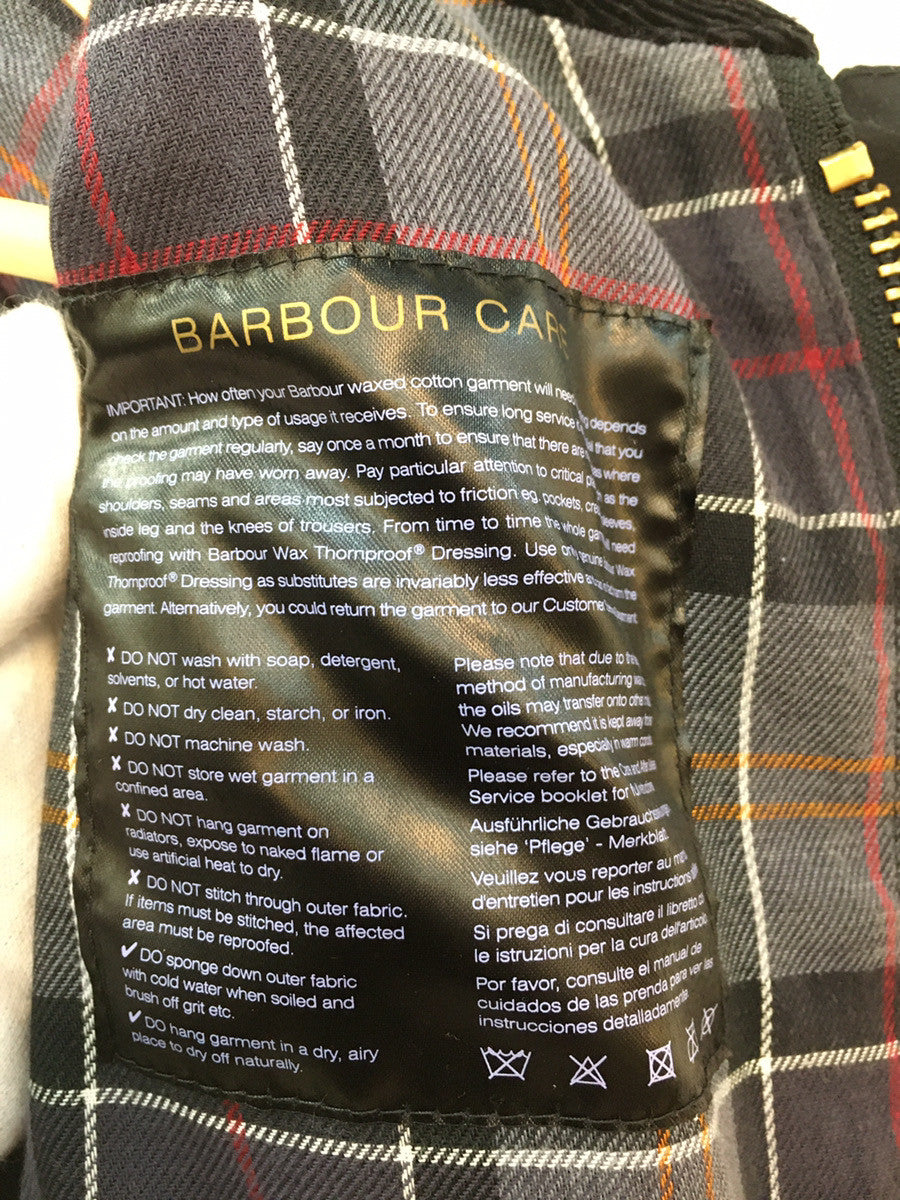 BARBOUR CARE
IMPORTANT: How often your Barbour waxed cotton garment will need depends
on the amount and type of usage it receives. To ensure long service that you
check the garment regularly, say once a month to ensure that there are as where
the proofing may have worn away. Pay particular attention to critical as the
shoulders, seams and areas most subjected to friction eg. pockets,
inside leg and the knees of trousers. From time to time the whole need
reproofing with Barbour Wax Thornproof® Dressing. Use only Wax
Thornproof® Dressing as substitutes are invariably less effective the
garment. Alternatively, you could return the garment to our
✗ DO NOT wash with soap, detergent,
solvents, or hot water.
✗ DO NOT dry clean, starch, or iron.
✗ DO NOT machine wash.
✗ DO NOT store wet garment in a
confined area.
✗ DO NOT hang garment on
radiators, expose to naked flame or
use artificial heat to dry.
✗ DO NOT stitch through outer fabric.
If items must be stitched, the affected
area must be reproofed.
✓ DO sponge down outer fabric
with cold water when soiled and
brush off grit etc.
✓ DO hang garment in a dry, airy
place to dry off naturally.
Please note that due to the
method of manufacturing
the oils may transfer onto
We recommend it is kept away
materials, especially in warm
Please refer to the
Service booklet for
Ausführliche
siehe 'Pflege' - Merkblatt
Veuillez vous reporter au
d'entretien pour les instructions
Si prega di consultare il libretto
le istruzioni per la cura dell'articolo
Por favor, consulte el manual de
cuidados de las prenda para ver las
instrucciones detalladamente